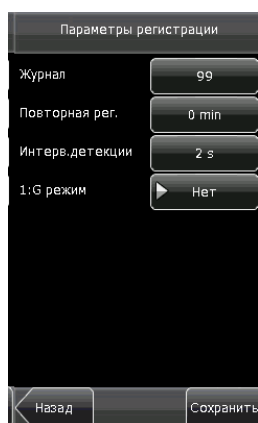 Параметры регистрации
Журнал 99
Повторная рег. 0 min
Интерв.детекции 2 s
1:G режим Нет
Назад Сохранить